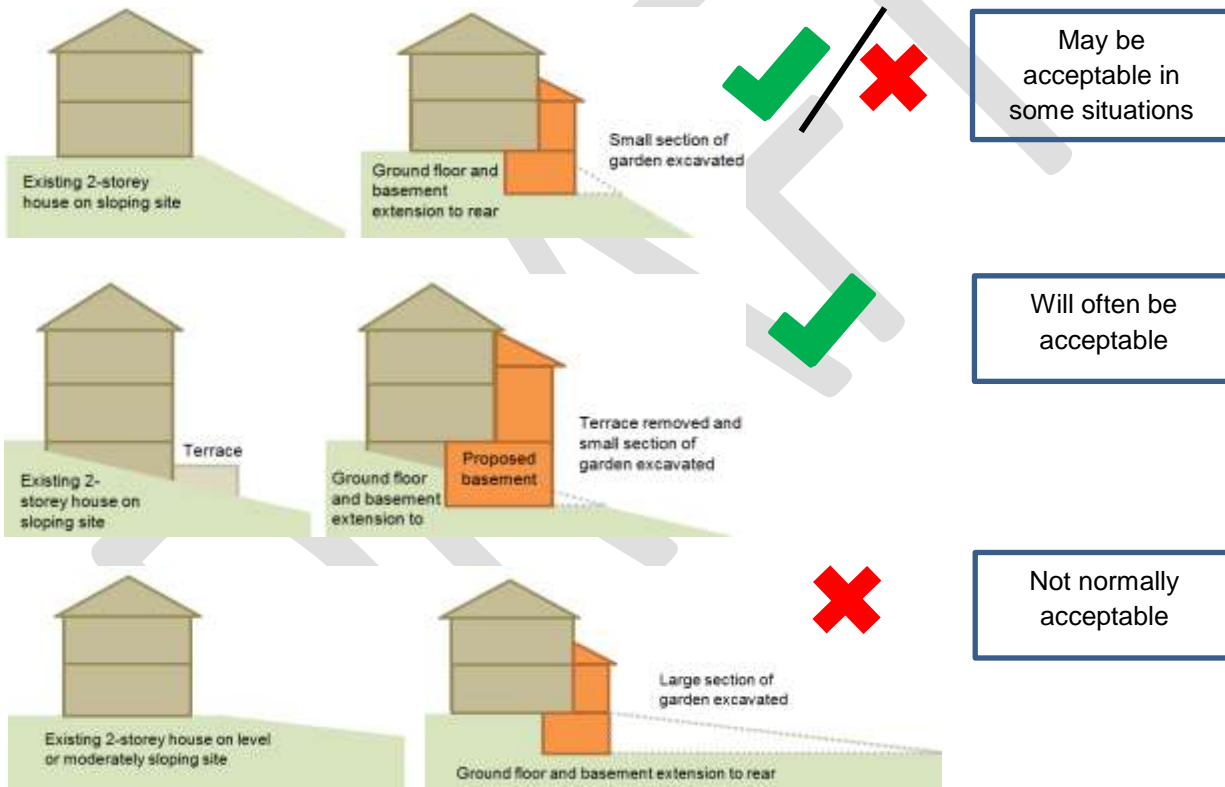 May be
acceptable in
some situations
Small section of
garden excavated
Existing 2-storey
house on sloping site
Ground floor and
basement
extension to rear
Will often be
acceptable
Terrace
Terrace removed and
small section of
garden excavated
Existing 2-
storey house on
sloping site
Ground floor
and basement
extension to
Proposed
basement
Not normally
acceptable
Large section of
garden excavated
Existing 2-storey house on level
or moderately sloping site
Ground floor and basement extension to rear